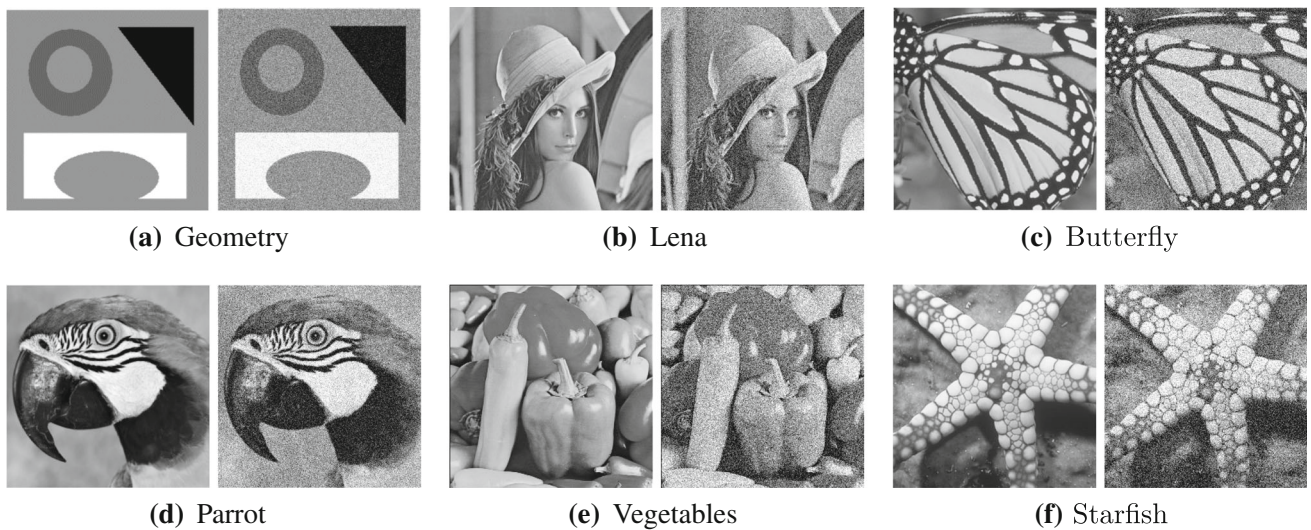 (a) Geometry
(b) Lena
(c) Butterfly
(d) Parrot
(e) Vegetables
(f) Starfish